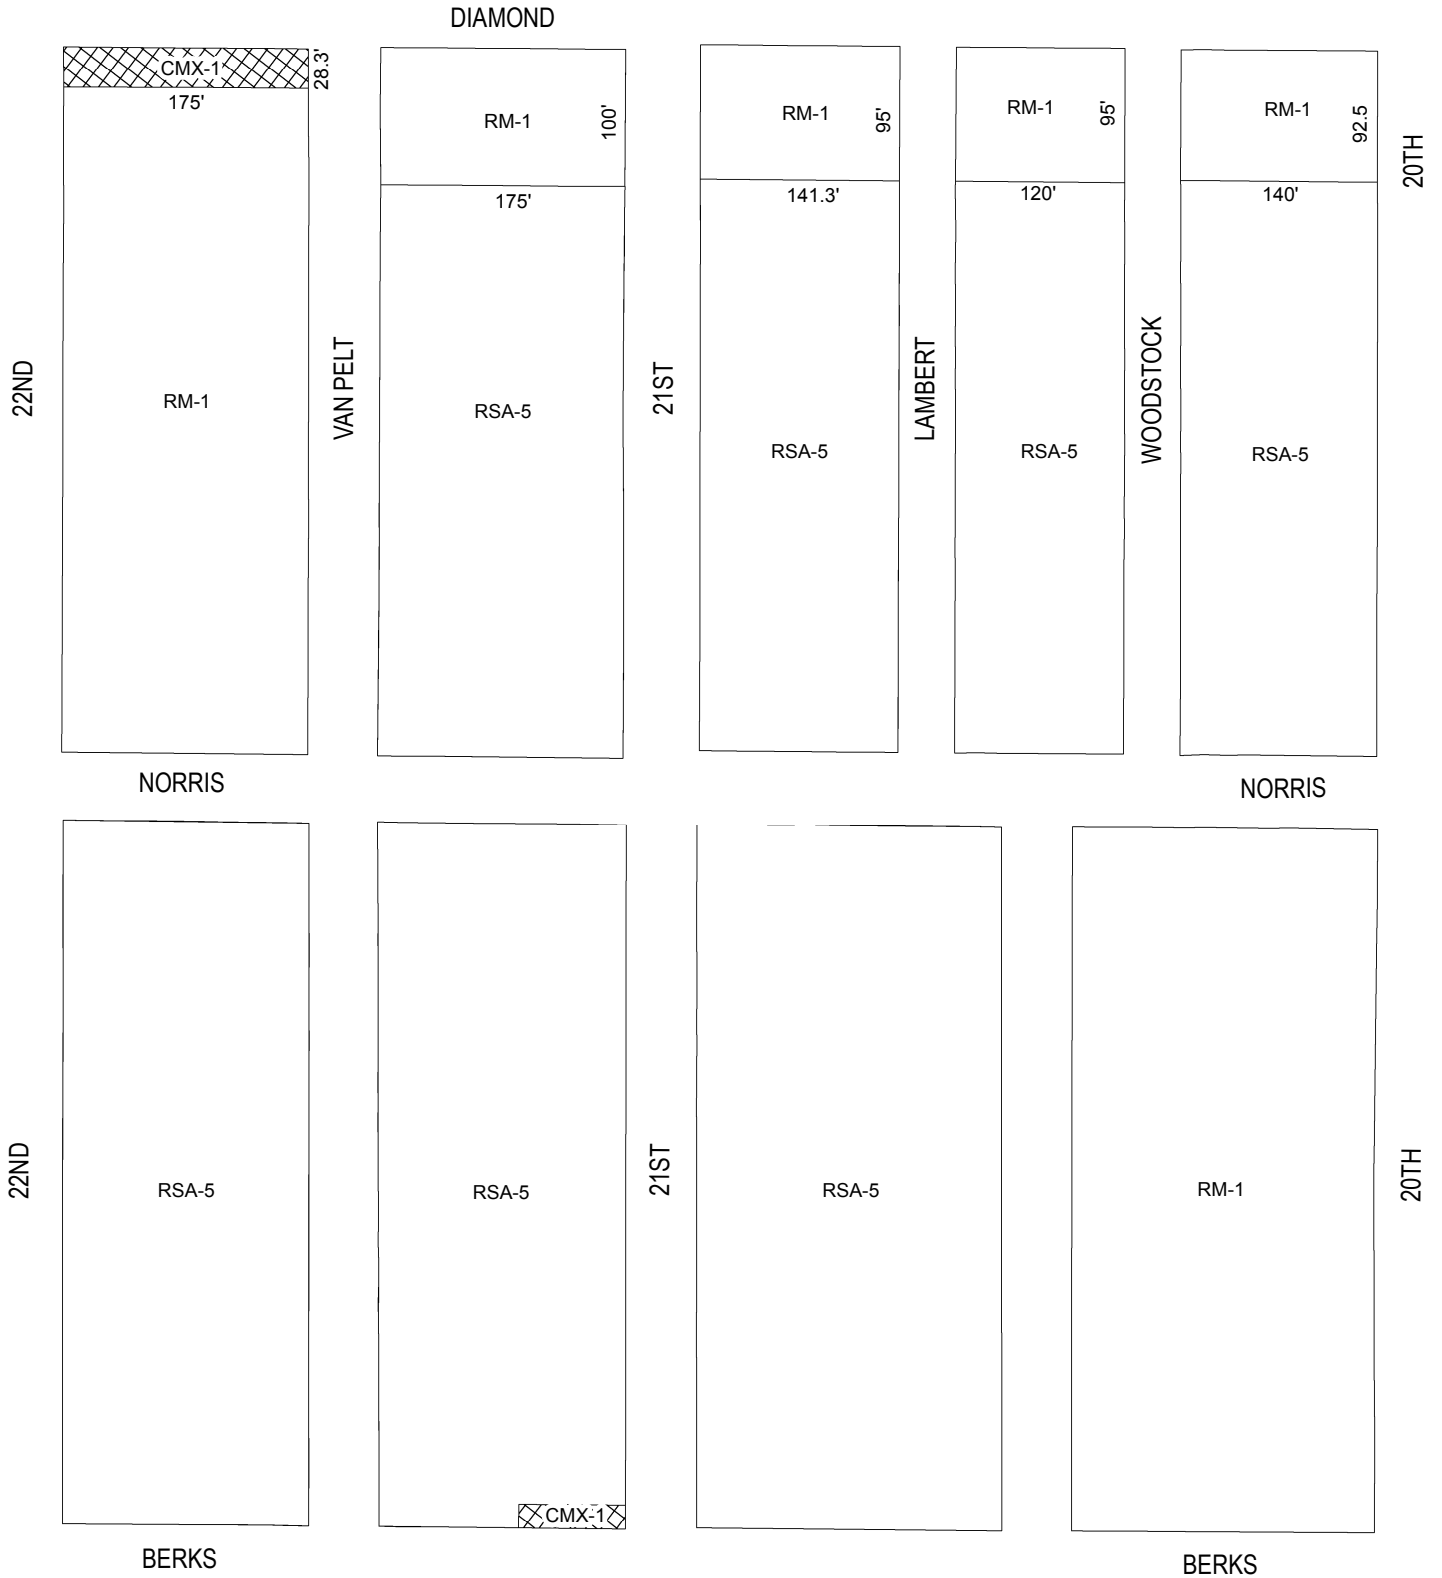 DIAMOND
CMX-1
28.3'
175'
RM-1
100'
175'
RM-1
95'
141.3'
RM-1
95'
120'
RM-1
92.5
140'
20TH
22ND
RM-1
VAN PELT
RSA-5
21ST
RSA-5
LAMBERT
RSA-5
WOODSTOCK
RSA-5
NORRIS
NORRIS
22ND
RSA-5
RSA-5
21ST
RSA-5
RM-1
20TH
CMX-1
BERKS
BERKS